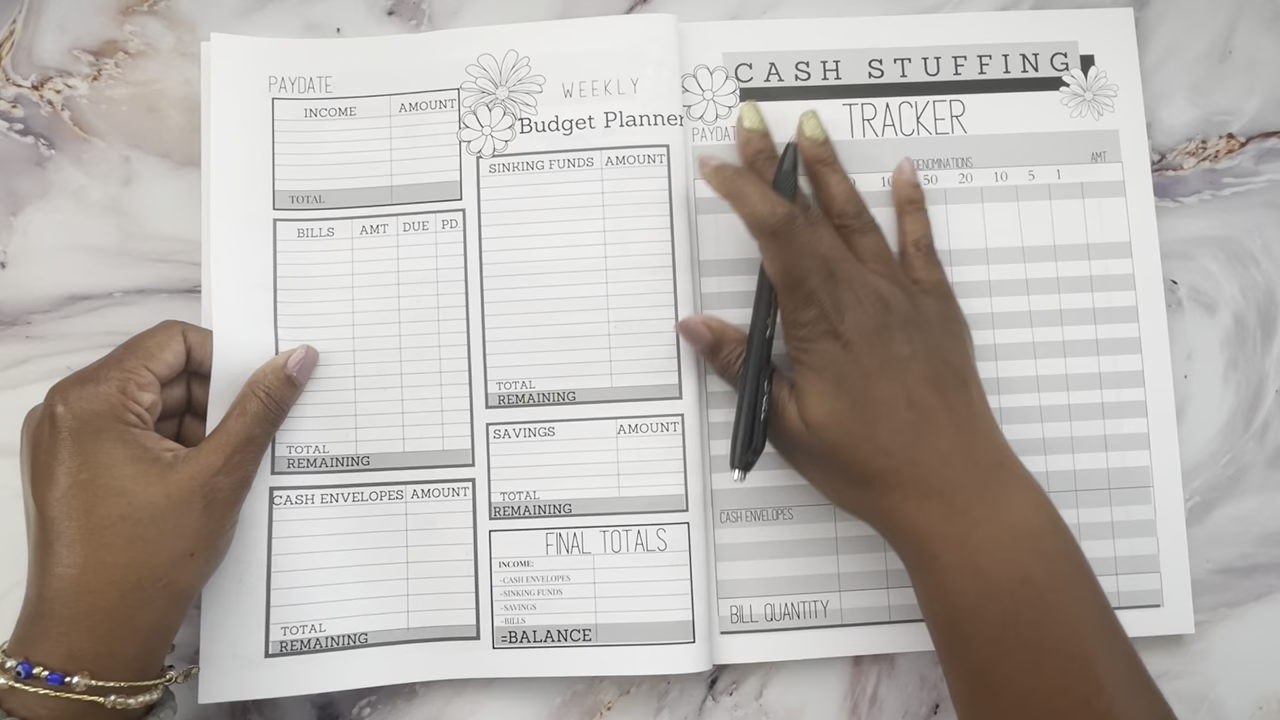 PAYDATE
WEEKLY
Budget Planner
INCOME AMOUNT
TOTAL
BILLS AMT DUE PD.
TOTAL
REMAINING
CASH ENVELOPES AMOUNT
TOTAL
REMAINING
SINKING FUNDS AMOUNT
TOTAL
REMAINING
SAVINGS AMOUNT
TOTAL
REMAINING
FINAL TOTALS
INCOME:
-CASH ENVELOPES
-SINKING FUNDS
-SAVINGS
-BILLS
=BALANCE
CASH STUFFING
TRACKER
PAYDAT
DENOMINATIONS AMT
50 20 10 5 1
CASH ENVELOPES
BILL QUANTITY